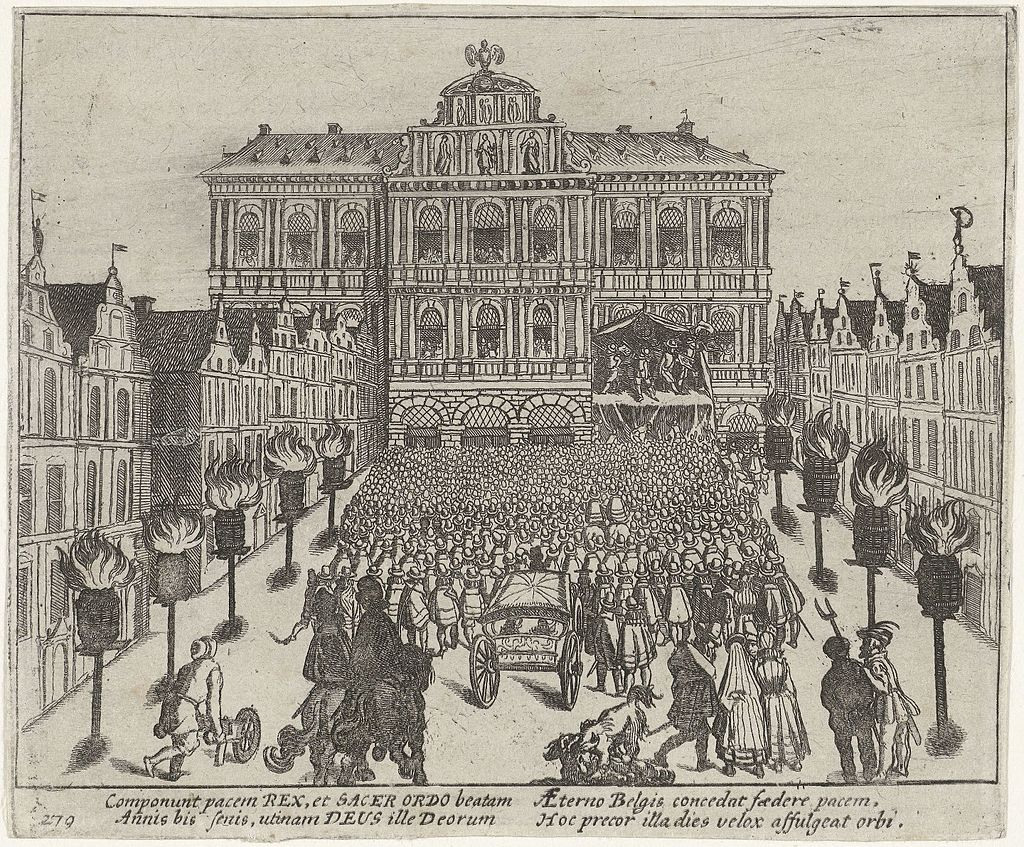 Componunt pacem REX, et SACER ORDO beatam
Annis bis senis, utinam DEUS ille Deorum
Æterno Belgis concedat fœdere pacem.
Hoc precor illa dies velox affulgeat orbi.
279